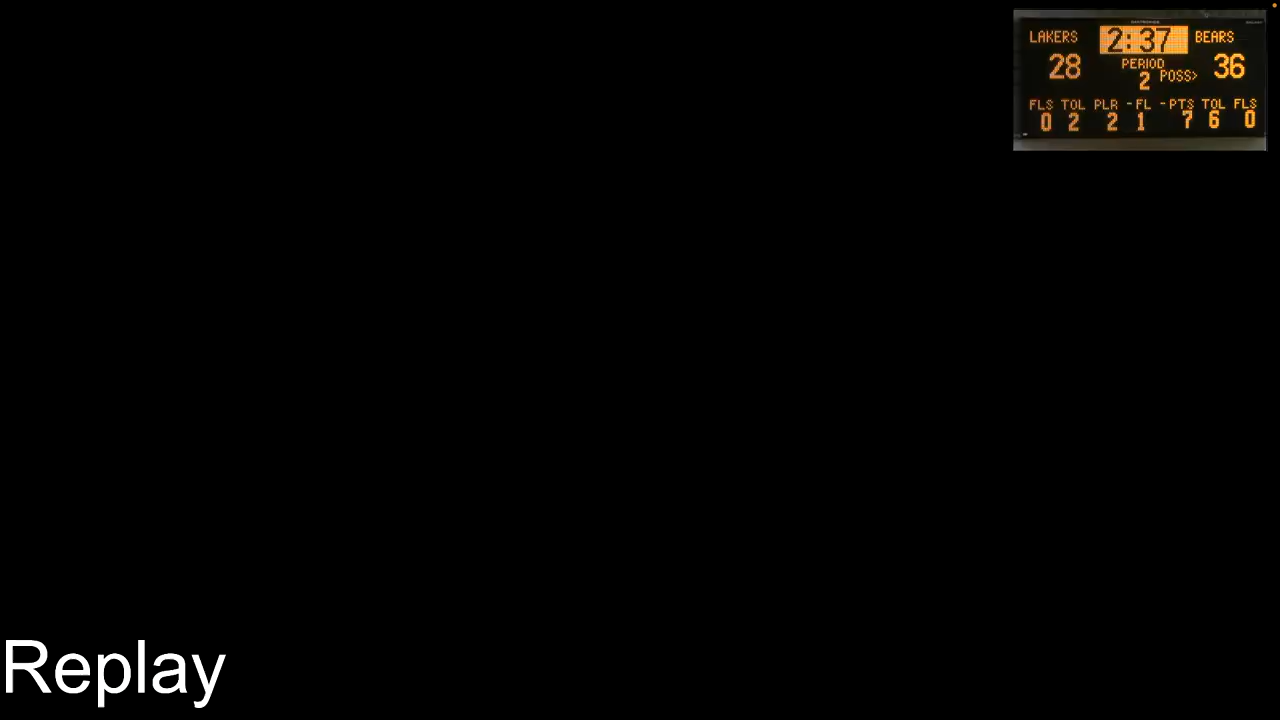 LAKERS 2:37 BEARS
28 PERIOD 36
2 POSS>
FLS TOL PLR -FL -PTS TOL FLS
0 2 2 1 7 6 0
Replay